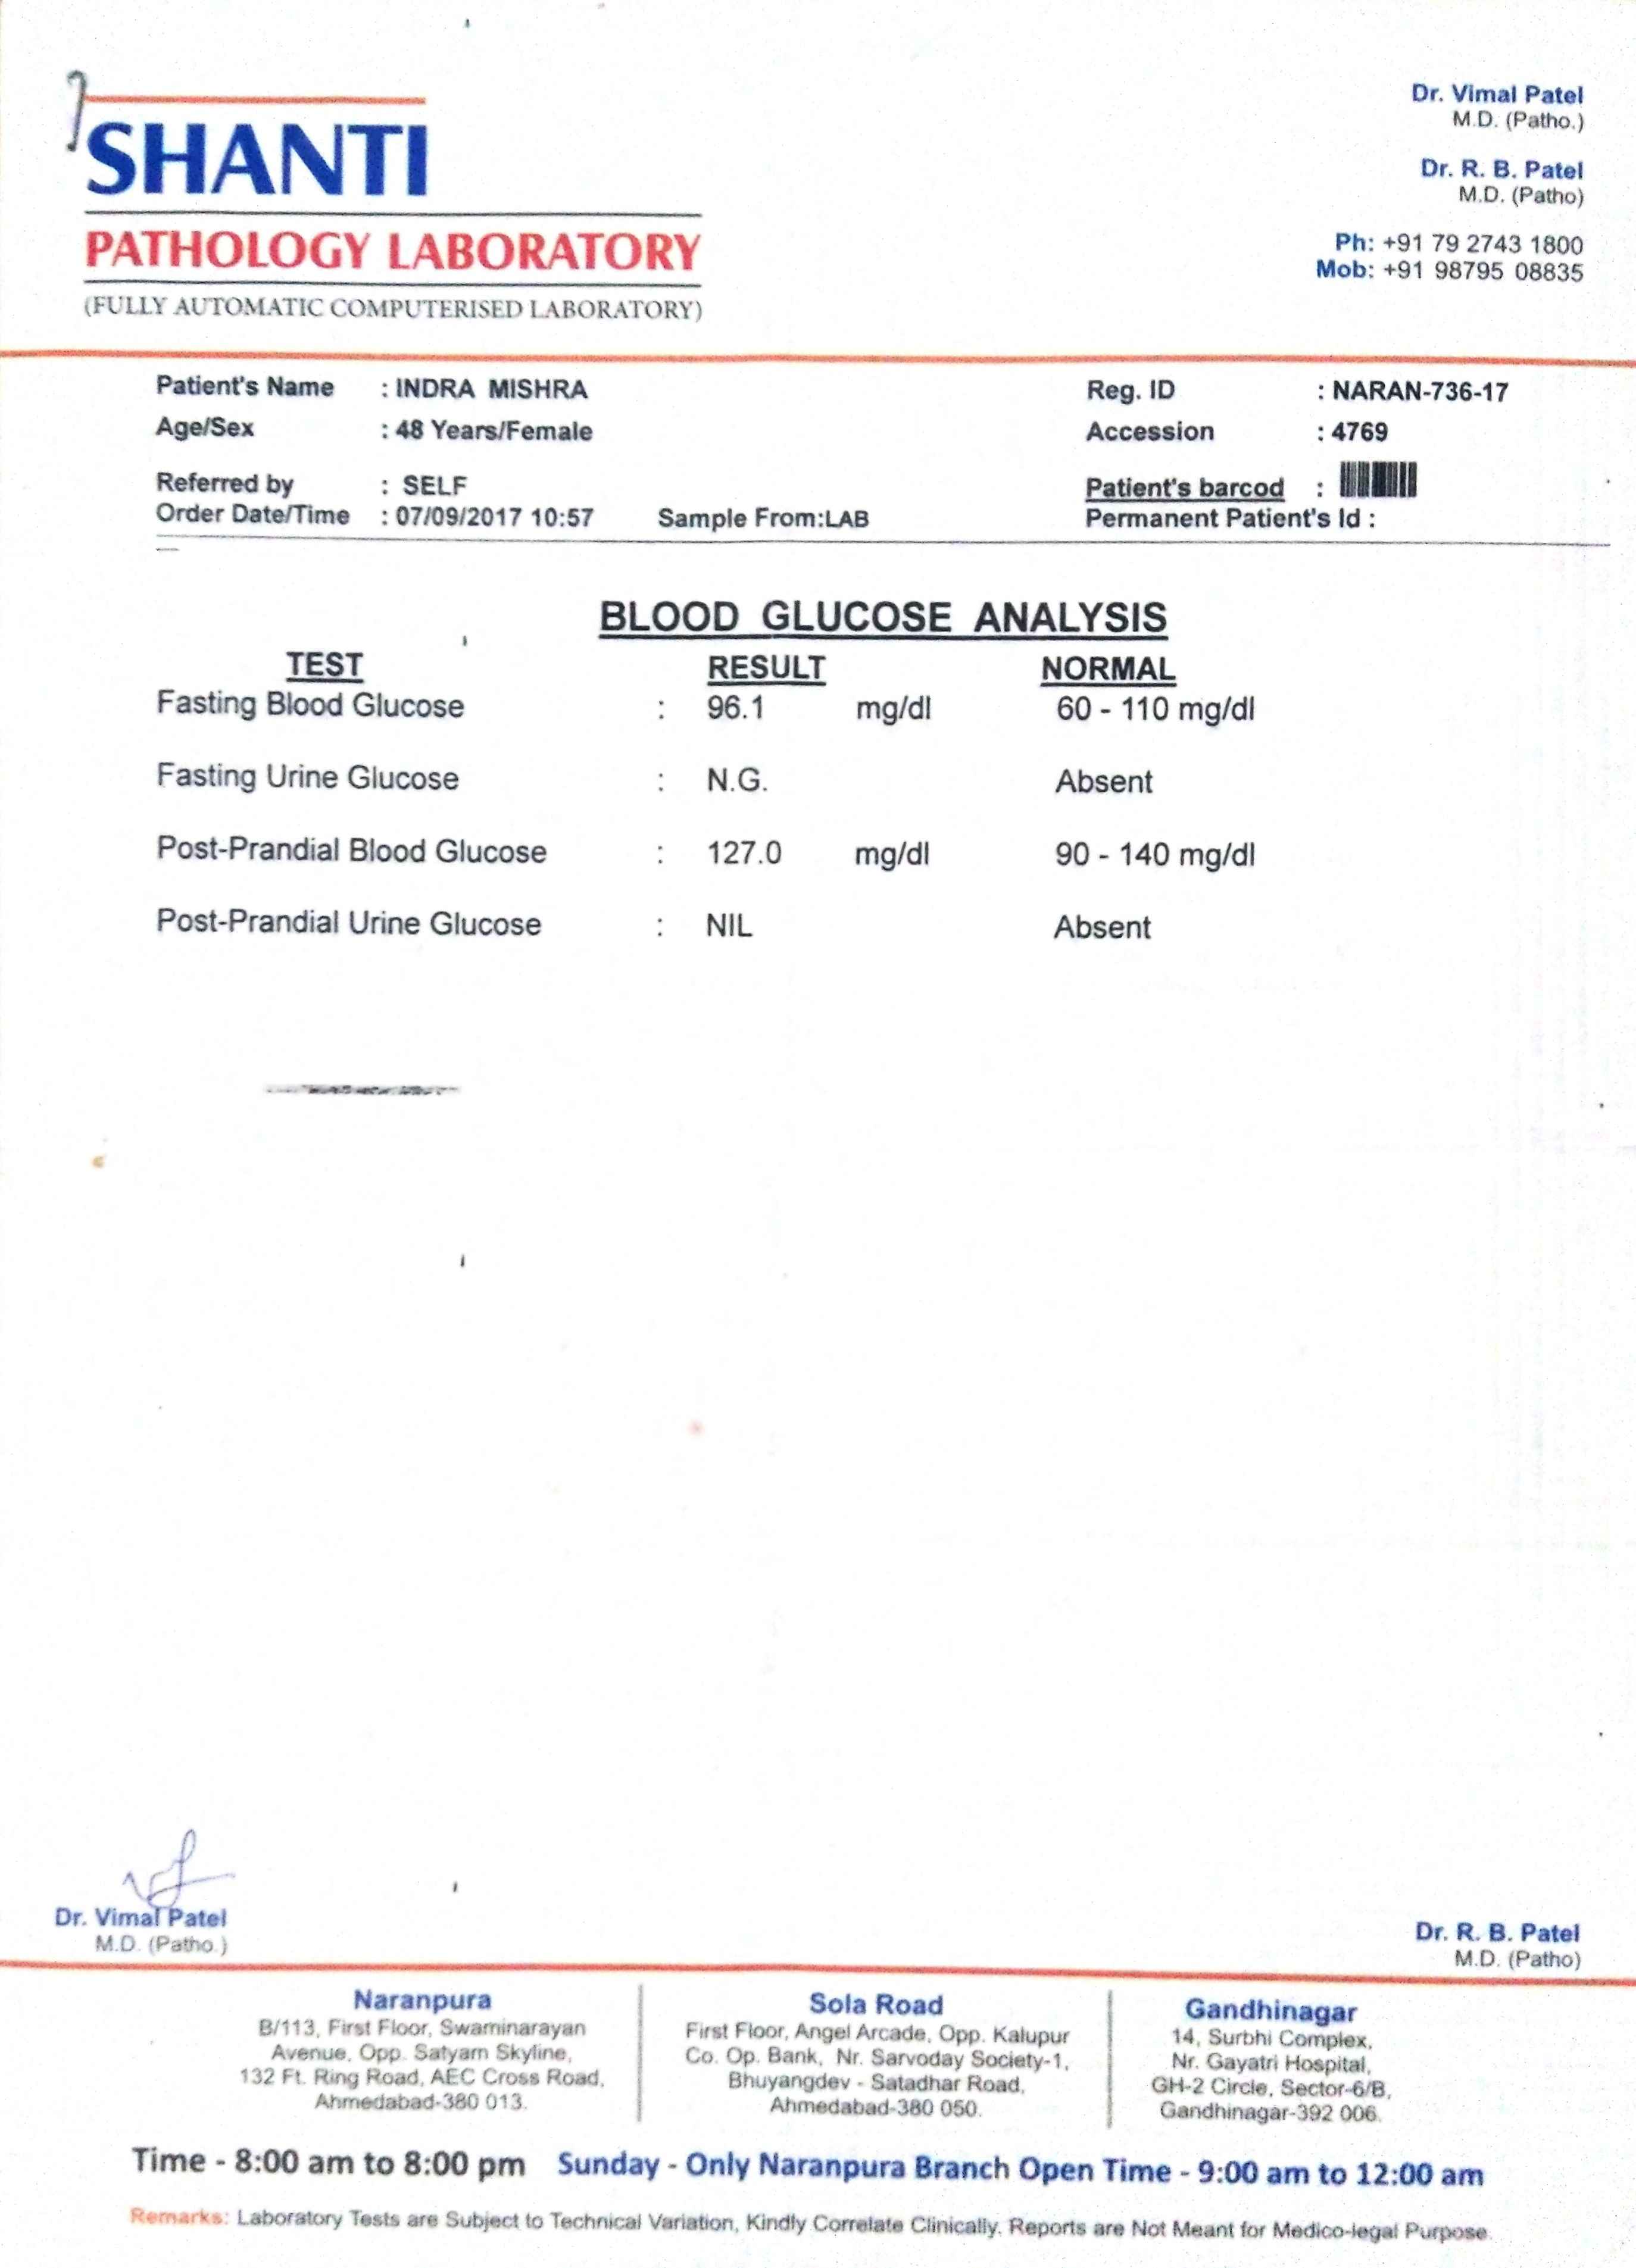 SHANTI
PATHOLOGY LABORATORY
(FULLY AUTOMATIC COMPUTERISED LABORATORY)
Dr. Vimal Patel
M.D. (Patho.)
Dr. R. B. Patel
M.D. (Patho)
Ph: +91 79 2743 1800
Mob: +91 98795 08835
Patient's Name : INDRA MISHRA Reg. ID : NARAN-736-17
Age/Sex : 48 Years/Female Accession : 4769
Referred by : SELF Patient's barcod :
Order Date/Time : 07/09/2017 10:57 Sample From:LAB Permanent Patient's Id :
BLOOD GLUCOSE ANALYSIS
TEST RESULT NORMAL
Fasting Blood Glucose : 96.1 mg/dl 60 - 110 mg/dl
Fasting Urine Glucose : N.G. Absent
Post-Prandial Blood Glucose : 127.0 mg/dl 90 - 140 mg/dl
Post-Prandial Urine Glucose : NIL Absent
Dr. Vimal Patel
M.D. (Patho.)
Dr. R. B. Patel
M.D. (Patho)
Naranpura
B/113, First Floor, Swaminarayan
Avenue, Opp. Satyam Skyline,
132 Ft. Ring Road, AEC Cross Road,
Ahmedabad-380 013.
Sola Road
First Floor, Angel Arcade, Opp. Kalupur
Co. Op. Bank, Nr. Sarvoday Society-1,
Bhuyangdev - Satadhar Road,
Ahmedabad-380 050.
Gandhinagar
14, Surbhi Complex,
Nr. Gayatri Hospital,
GH-2 Circle, Sector-6/B,
Gandhinagar-392 006.
Time - 8:00 am to 8:00 pm Sunday - Only Naranpura Branch Open Time - 9:00 am to 12:00 am
Remarks: Laboratory Tests are Subject to Technical Variation, Kindly Correlate Clinically. Reports are Not Meant for Medico-legal Purpose.